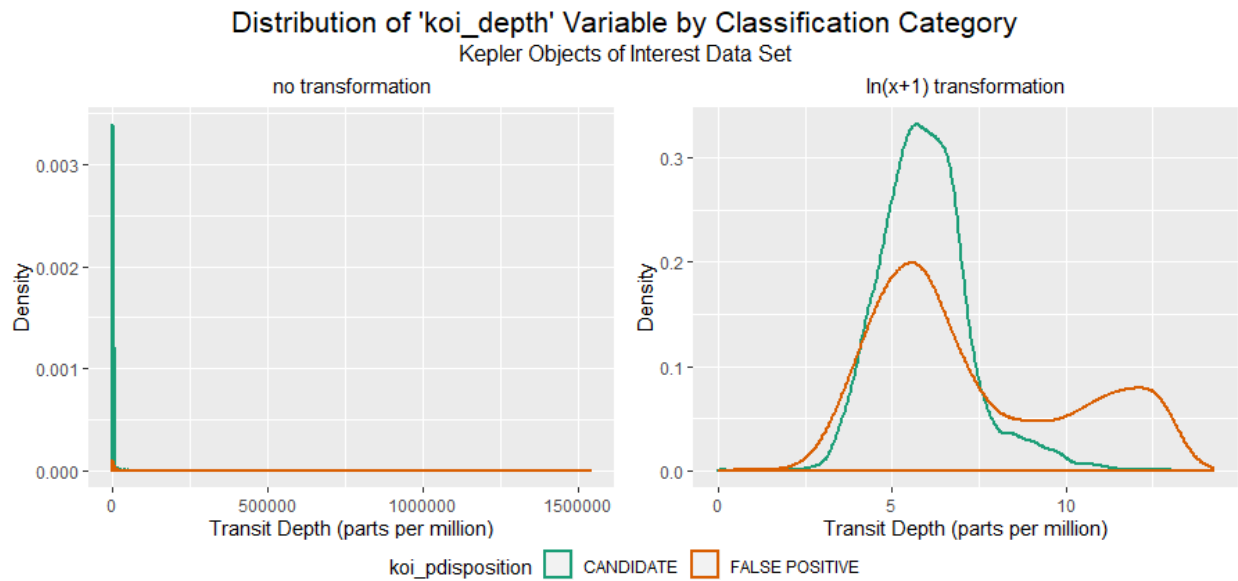 Distribution of 'koi_depth' Variable by Classification Category
Kepler Objects of Interest Data Set
no transformation
Density
0.003
0.002
0.001
0.000
0
500000
1000000
1500000
Transit Depth (parts per million)
ln(x+1) transformation
Density
0.3
0.2
0.1
0.0
0
5
10
Transit Depth (parts per million)
koi_pdisposition CANDIDATE FALSE POSITIVE